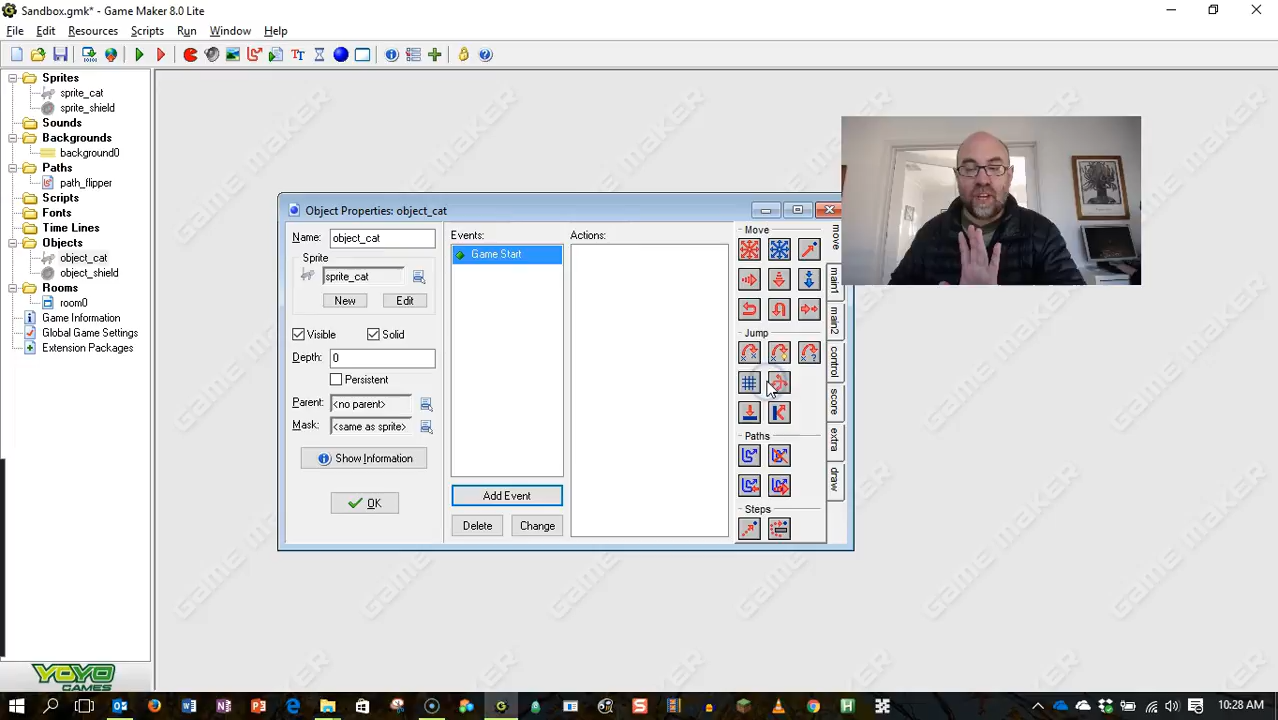 Sandbox.gmk* - Game Maker 8.0 Lite
File Edit Resources Scripts Run Window Help
Sprites
sprite_cat
sprite_shield
Sounds
Backgrounds
background0
Paths
path_flipper
Scripts
Fonts
Time Lines
Objects
object_cat
object_shield
Rooms
room0
Game Information
Global Game Settings
Extension Packages
YOYO
GAMES
Object Properties: object_cat
Name: object_cat
Sprite
sprite_cat
New Edit
Visible Solid
Depth: 0
Persistent
Parent: <no parent>
Mask: <same as sprite>
Show Information
OK
Events:
Game Start
Add Event
Delete Change
Actions:
Move
Jump
Paths
Steps
move
main1
main2
control
score
extra
draw
GAME MAKER
10:28 AM